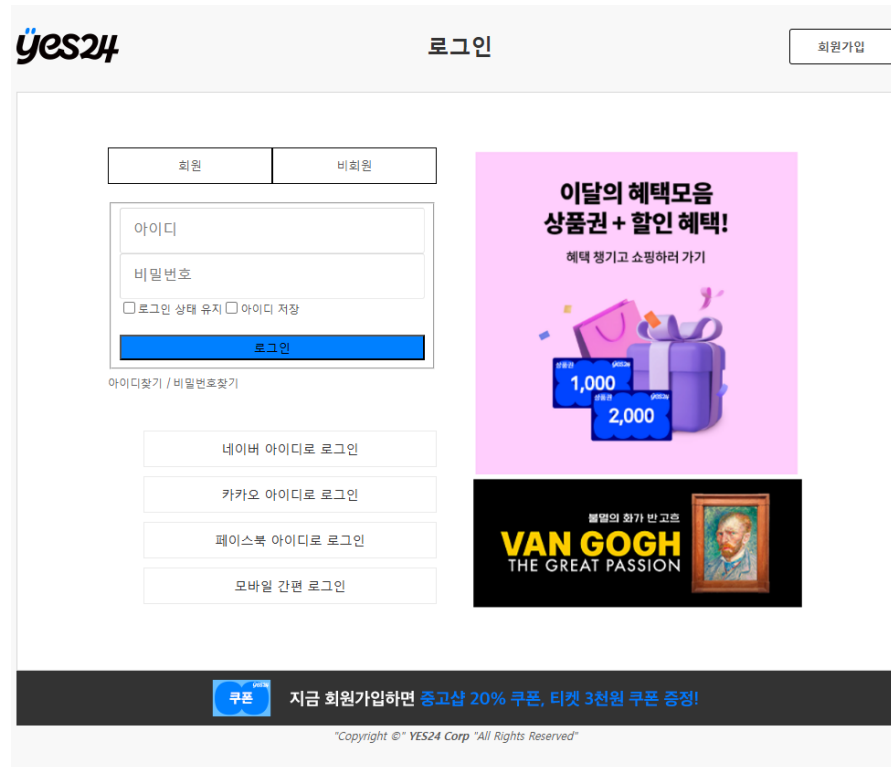 yes24
로그인
회원가입
회원
비회원
아이디
비밀번호
로그인 상태 유지 아이디 저장
로그인
아이디찾기 / 비밀번호찾기
네이버 아이디로 로그인
카카오 아이디로 로그인
페이스북 아이디로 로그인
모바일 간편 로그인
이달의 혜택모음
상품권 + 할인 혜택!
혜택 챙기고 쇼핑하러 가기
상품권 yes24
1,000
상품권 yes24
2,000
불멸의 화가 반 고흐
VAN GOGH
THE GREAT PASSION
yes24
쿠폰
지금 회원가입하면 중고샵 20% 쿠폰, 티켓 3천원 쿠폰 증정!
"Copyright ©" YES24 Corp "All Rights Reserved"